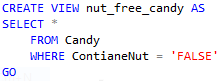 CREATE VIEW nut_free_candy AS
SELECT *
FROM Candy
WHERE ContianeNut = 'FALSE'
GO